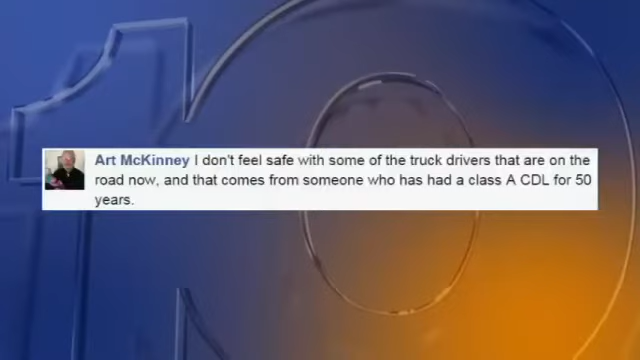 Art McKinney I don't feel safe with some of the truck drivers that are on the
road now, and that comes from someone who has had a class A CDL for 50
years.